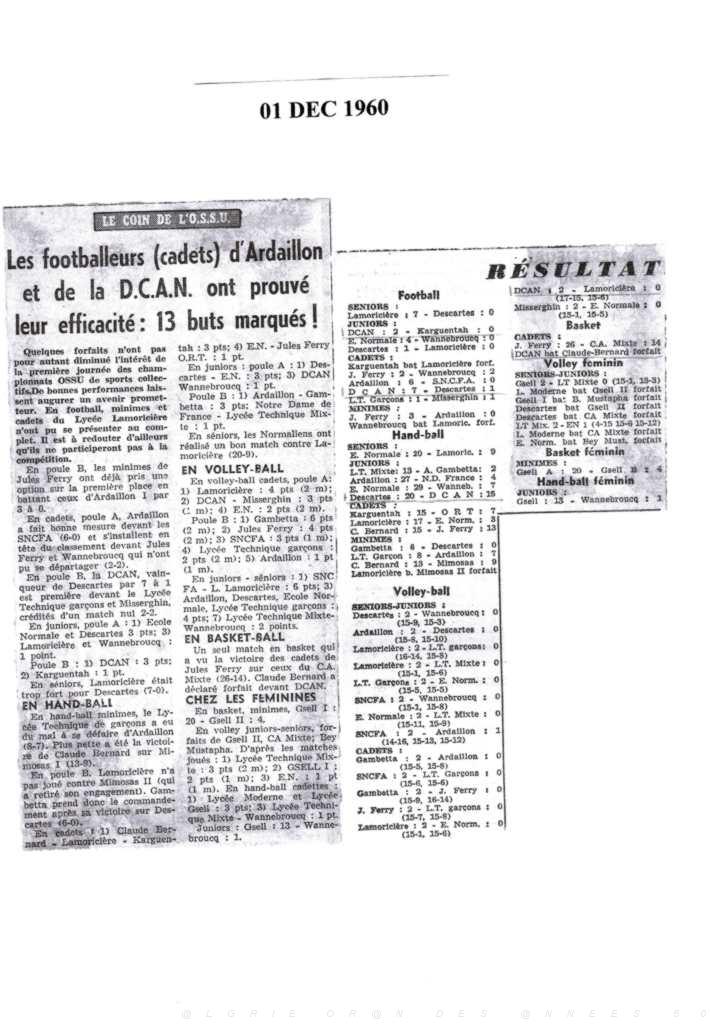 01 DEC 1960
LE COIN DE L'O.S.S.U.
Les footballeurs (cadets) d'Ardaillon
et de la D.C.A.N. ont prouvé
leur efficacité : 13 buts marqués !
Quelques forfaits n'ont pas
pour autant diminué l'intérêt de
la première journée des cham-
pionnats OSSU de sports collec-
tifs.De bonnes performances lais-
sent augurer un avenir promet-
teur. En football, minimes et
cadets du Lycée Lamoricière
n'ont pu se présenter au com-
plet. Il est à redouter d'ailleurs
qu'ils ne participeront pas à la
compétition.
En poule B, les minimes de
Jules Ferry ont déjà pris une
option sur la première place en
battant ceux d'Ardaillon I par
3 à 0.
En cadets, poule A, Ardaillon
a fait bonne mesure devant les
SNCFA (6-0) et s'installent en
tête du classement devant Jules
Ferry et Wannebroucq qui n'ont
pu se départager (2-2).
En poule B, la DCAN, vain-
queur de Descartes par 7 à 1
est première devant le Lycée
Technique garçons et Misserghin,
crédités d'un match nul 2-2.
En juniors, poule A : 1) Ecole
Normale et Descartes 3 pts; 3)
Lamoricière et Wannebroucq :
1 point.
Poule B : 1) DCAN : 3 pts;
2) Karguentah : 1 pt.
En séniors, Lamoricière était
trop fort pour Descartes (7-0).
EN HAND-BALL
En hand-ball minimes, le Ly-
cée Technique de garçons a eu
du mal à se défaire d'Ardaillon
(8-7). Plus nette a été la victoi-
re de Claude Bernard sur Mi-
mosas I (13-9).
En poule B, Lamoricière n'a
pas joué contre Mimosas II (qui
a retiré son engagement). Gam-
betta prend donc le commande-
ment après sa victoire sur Des-
cartes (6-0).
En cadets : 1) Claude Ber-
nard - Lamoricière - Karguen-
tah : 3 pts; 4) E.N. - Jules Ferry
O.R.T. : 1 pt.
En juniors : poule A : 1) Des-
cartes - E.N. : 3 pts; 3) DCAN
Wannebroucq : 1 pt.
Poule B : 1) Ardaillon - Gam-
betta : 3 pts; Notre Dame de
France - Lycée Technique Mix-
te : 1 pt.
En séniors, les Normaliens ont
réalisé un bon match contre La-
moricière (20-9).
EN VOLLEY-BALL
En volley-ball cadets, poule A:
1) Lamoricière : 4 pts (2 m);
2) DCAN - Misserghin : 3 pts
m); 4) E.N. : 2 pts (2 m).
Poule B : 1) Gambetta : 6 pts
(2 m); 2) Jules Ferry : 4 pts
(2 m); 3) SNCFA : 3 pts (1 m);
4) Lycée Technique garçons :
2 pts (2 m); 5) Ardaillon : 1 pt
(1 m).
En juniors - séniors : 1) SNC
FA - L. Lamoricière : 6 pts; 3)
Ardaillon, Descartes, Ecole Nor-
male, Lycée Technique garçons :
4 pts; 7) Lycée Technique Mixte-
Wannebroucq : 2 points.
EN BASKET-BALL
Un seul match en basket qui
a vu la victoire des cadets de
Jules Ferry sur ceux du C.A.
Mixte (26-14). Claude Bernard a
déclaré forfait devant DCAN.
CHEZ LES FEMININES
En basket, minimes, Gsell I :
20 - Gsell II : 4.
En volley juniors-seniors, for-
faits de Gsell II, CA Mixte; Bey
Mustapha. D'après les matches
joués : 1) Lycée Technique Mix-
te : 3 pts (2 m); 2) GSELL I :
2 pts (1 m); 3) E.N. : 1 pt
(1 m). En hand-ball cadettes :
1) Lycée Moderne et Lycée
Gsell : 3 pts; 3) Lycée Techni-
que Mixte - Wannebroucq : 1 pt.
Juniors : Gsell : 13 - Wanne-
broucq : 1.
RÉSULTAT
Football
SENIORS :
Lamoricière : 7 - Descartes : 0
JUNIORS :
DCAN : 2 - Karguentah : 0
E. Normale : 4 - Wannebroucq : 0
Descartes : 1 - Lamoricière : 0
CADETS :
Karguentah bat Lamoricière forf.
J. Ferry : 2 - Wannebroucq : 2
Ardaillon : 6 - S.N.C.F.A. : 0
D C A N : 7 - Descartes : 1
L.T. Garçons : 1 - Misserghin : 1
MINIMES :
J. Ferry : 3 - Ardaillon : 0
Wannebroucq bat Lamoric. forf.
Hand-ball
SENIORS :
E. Normale : 20 - Lamoric. : 9
JUNIORS :
L.T. Mixte: 13 - A. Gambetta: 2
Ardaillon : 27 - N.D. France : 4
E. Normale : 29 - Wanneb. : 7
Descartes : 20 - D C A N : 15
CADETS :
Karguentah : 15 - O R T : 7
Lamoricière : 17 - E. Norm. : 3
C. Bernard : 15 - J. Ferry : 13
MINIMES :
Gambetta : 6 - Descartes : 0
L.T. Garçon : 8 - Ardaillon : 7
C. Bernard : 13 - Mimosas : 9
Lamoricière b. Mimosas II forfait
Volley-ball
SENIORS-JUNIORS :
Descartes : 2 - Wannebroucq : 0
(15-9, 15-3)
Ardaillon : 2 - Descartes : 0
(15-8, 15-10)
Lamoricière : 2 - L.T. garçons: 0
(16-14, 15-8)
Lamoricière : 2 - L.T. Mixte : 0
(15-1, 15-6)
L.T. Garçons : 2 - E. Norm. : 0
(15-5, 15-5)
SNCFA : 2 - Wannebroucq : 0
(15-1, 15-8)
E. Normale : 2 - L.T. Mixte : 0
(15-11, 15-9)
SNCFA : 2 - Ardaillon : 1
(14-16, 15-13, 15-12)
CADETS :
Gambetta : 2 - Ardaillon : 0
(15-5, 15-8)
SNCFA : 2 - L.T. Garçons : 0
(15-6, 15-6)
Gambetta : 2 - J. Ferry : 0
(15-9, 16-14)
J. Ferry : 2 - L.T. garçons : 0
(15-7, 15-8)
Lamoricière : 2 - E. Norm. : 0
(15-1, 15-6)
DCAN : 2 - Lamoricière : 0
(17-15, 15-6)
Misserghin : 2 - E. Normale : 0
(15-1, 15-5)
Basket
CADETS :
J. Ferry : 26 - C.A. Mixte : 14
DCAN bat Claude-Bernard forfait
Volley féminin
SENIORS-JUNIORS :
Gsell 2 - LT Mixte 0 (15-1, 15-3)
L. Moderne bat Gsell II forfait
Gsell I bat B. Mustapha forfait
Descartes bat Gsell II forfait
Descartes bat CA Mixte forfait
LT Mix. 2 - EN 1 (4-15 15-6 15-12)
L. Moderne bat CA Mixte forfait
E. Norm. bat Bey Must. forfait
Basket féminin
MINIMES :
Gsell A : 20 - Gsell B : 4
Hand-ball féminin
JUNIORS :
Gsell : 13 - Wannebroucq : 1
@LGRIE OR@N DES @NNEES 50